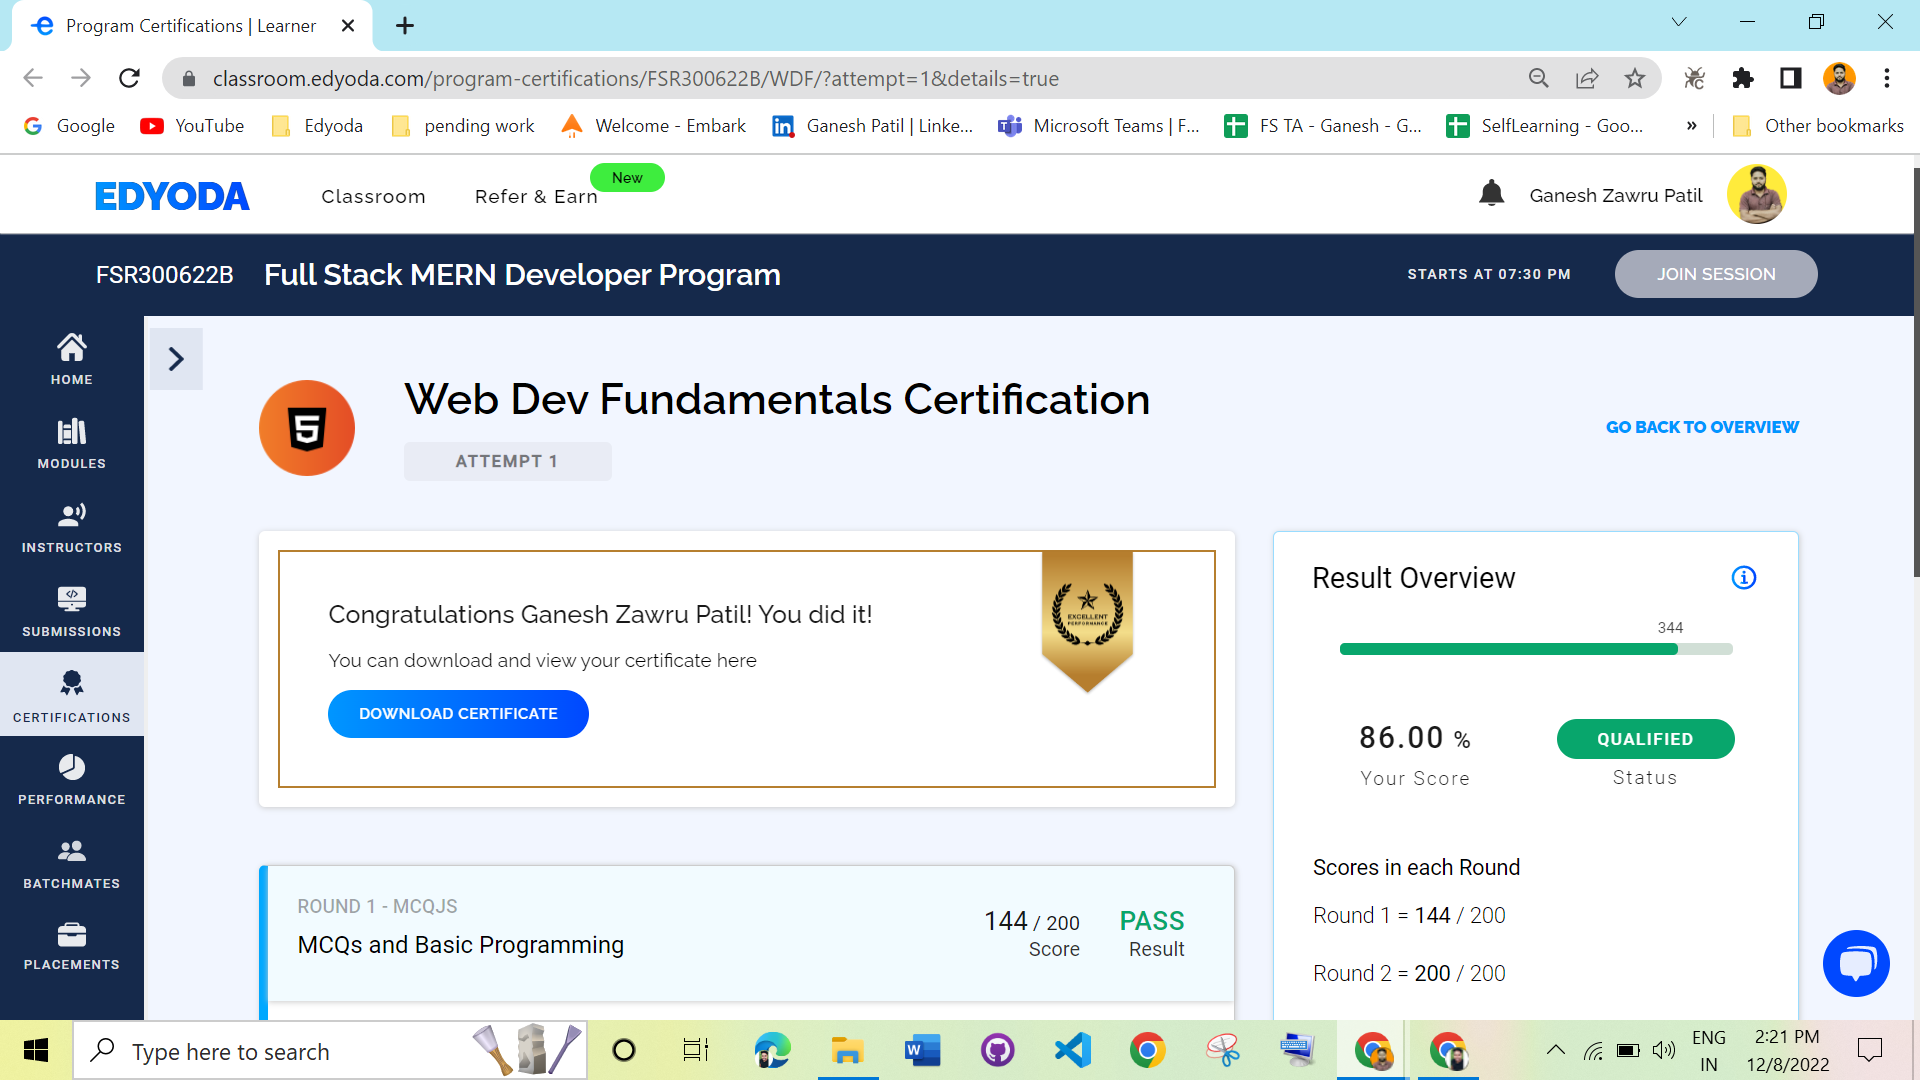 Program Certifications | Learner
classroom.edyoda.com/program-certifications/FSR300622B/WDF/?attempt=1&details=true
Google
YouTube
Edyoda
pending work
Welcome - Embark
Ganesh Patil | Linke...
Microsoft Teams | F...
FS TA - Ganesh - G...
SelfLearning - Goo...
»
Other bookmarks
EDYODA
Classroom
Refer & Earn
New
Ganesh Zawru Patil
FSR300622B
Full Stack MERN Developer Program
STARTS AT 07:30 PM
JOIN SESSION
HOME
MODULES
INSTRUCTORS
SUBMISSIONS
CERTIFICATIONS
PERFORMANCE
BATCHMATES
PLACEMENTS
Web Dev Fundamentals Certification
ATTEMPT 1
GO BACK TO OVERVIEW
Congratulations Ganesh Zawru Patil! You did it!
You can download and view your certificate here
DOWNLOAD CERTIFICATE
EXCELLENT
PERFORMANCE
ROUND 1 - MCQJS
MCQs and Basic Programming
144 / 200
Score
PASS
Result
Result Overview
344
86.00 %
Your Score
QUALIFIED
Status
Scores in each Round
Round 1 = 144 / 200
Round 2 = 200 / 200
Type here to search
ENG
IN
2:21 PM
12/8/2022